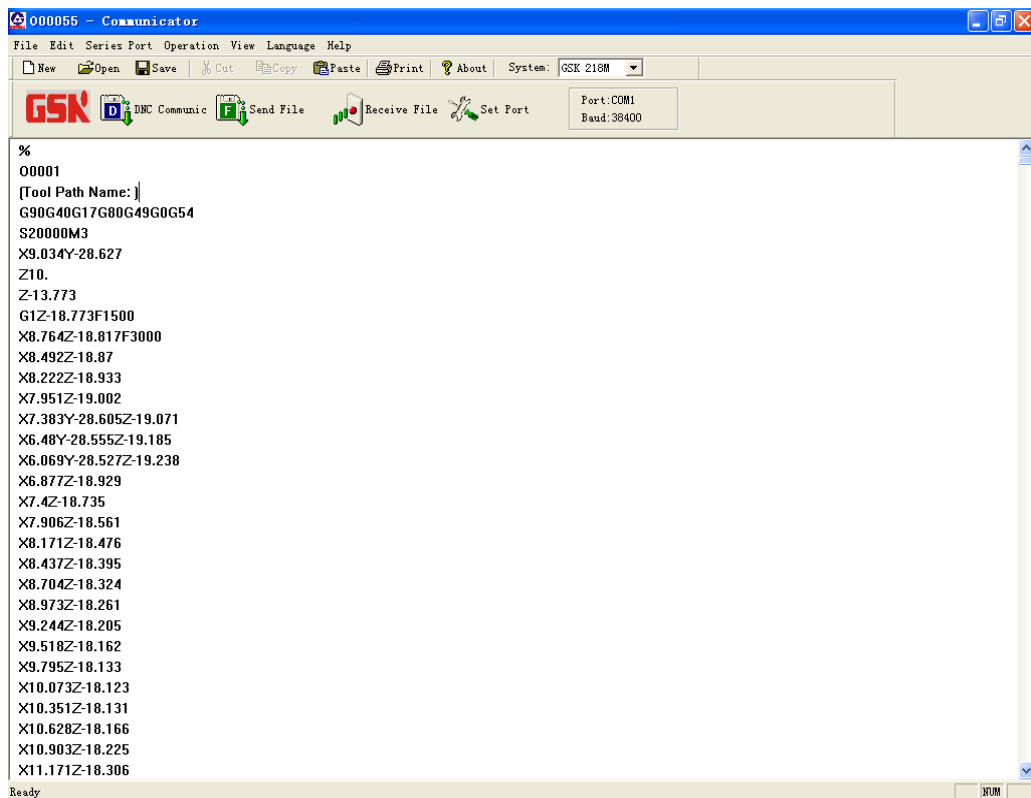 O00055 - Communicator
File Edit Series Port Operation View Language Help
New Open Save Cut Copy Paste Print About System: GSK 218M
GSK DNC Communic Send File Receive File Set Port Port:COM1
Baud:38400
%
O0001
(Tool Path Name: )
G90G40G17G80G49G0G54
S20000M3
X9.034Y-28.627
Z10.
Z-13.773
G1Z-18.773F1500
X8.764Z-18.817F3000
X8.492Z-18.87
X8.222Z-18.933
X7.951Z-19.002
X7.383Y-28.605Z-19.071
X6.48Y-28.555Z-19.185
X6.069Y-28.527Z-19.238
X6.877Z-18.929
X7.4Z-18.735
X7.906Z-18.561
X8.171Z-18.476
X8.437Z-18.395
X8.704Z-18.324
X8.973Z-18.261
X9.244Z-18.205
X9.518Z-18.162
X9.795Z-18.133
X10.073Z-18.123
X10.351Z-18.131
X10.628Z-18.166
X10.903Z-18.225
X11.171Z-18.306
Ready NUM